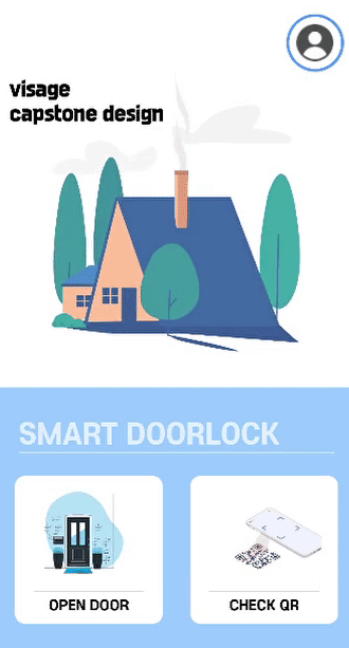 visage
capstone design
SMART DOORLOCK
OPEN DOOR
CHECK QR